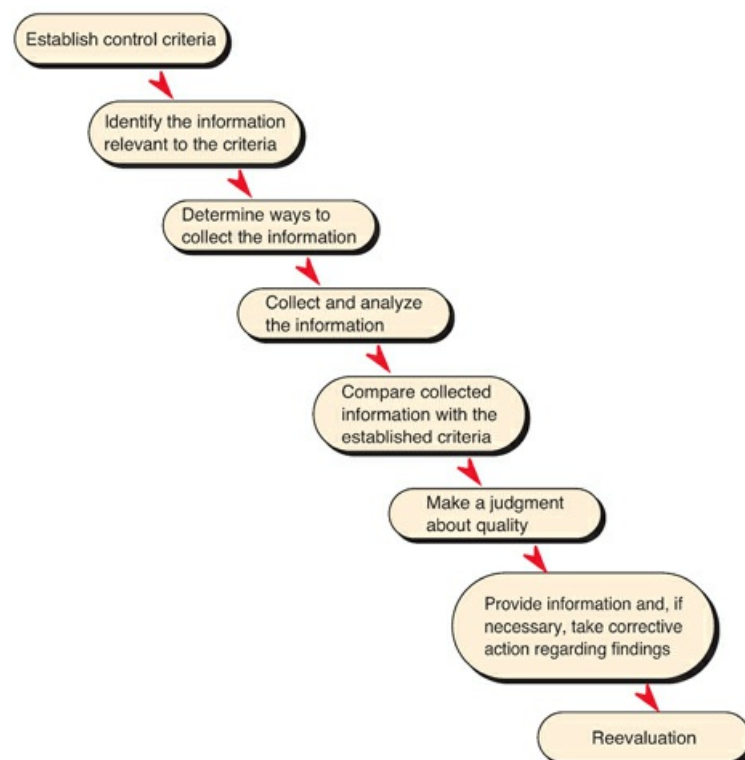 Establish control criteria
Identify the information
relevant to the criteria
Determine ways to
collect the information
Collect and analyze
the information
Compare collected
information with the
established criteria
Make a judgment
about quality
Provide information and, if
necessary, take corrective
action regarding findings
Reevaluation